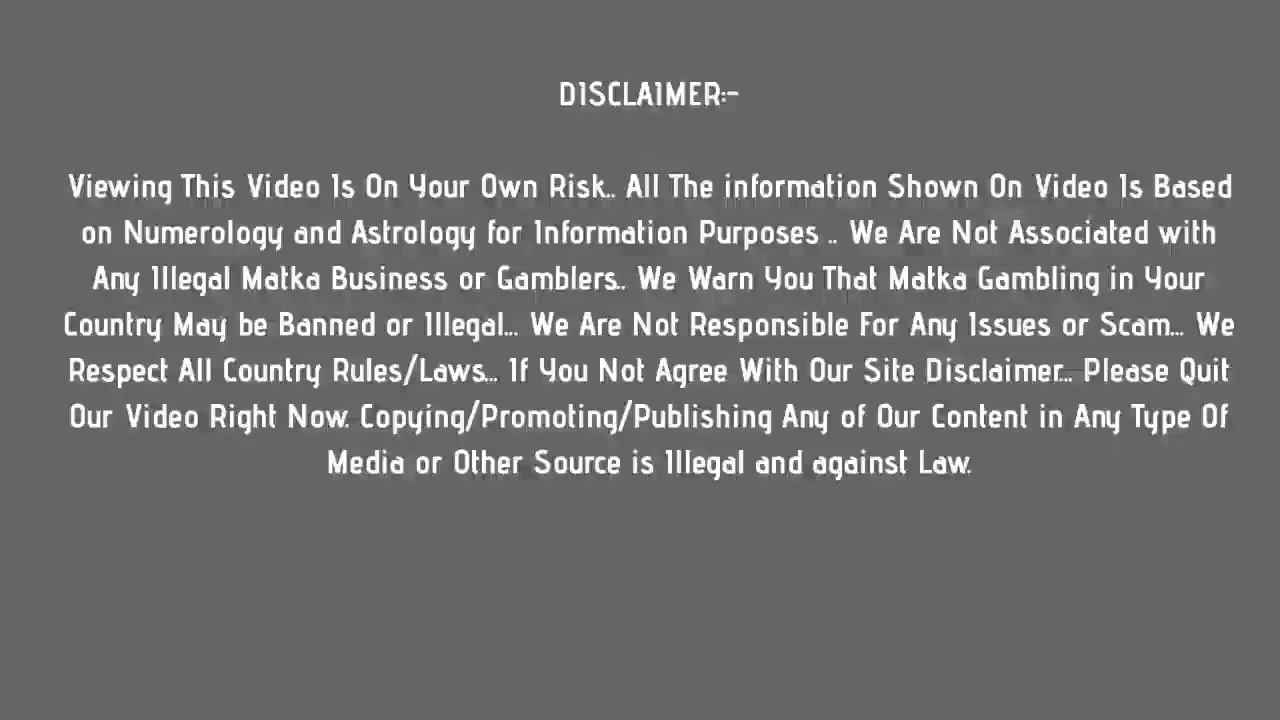 DISCLAIMER:-
Viewing This Video Is On Your Own Risk.. All The information Shown On Video Is Based
on Numerology and Astrology for Information Purposes .. We Are Not Associated with
Any Illegal Matka Business or Gamblers.. We Warn You That Matka Gambling in Your
Country May be Banned or Illegal... We Are Not Responsible For Any Issues or Scam... We
Respect All Country Rules/Laws... If You Not Agree With Our Site Disclaimer... Please Quit
Our Video Right Now. Copying/Promoting/Publishing Any of Our Content in Any Type Of
Media or Other Source is Illegal and against Law.